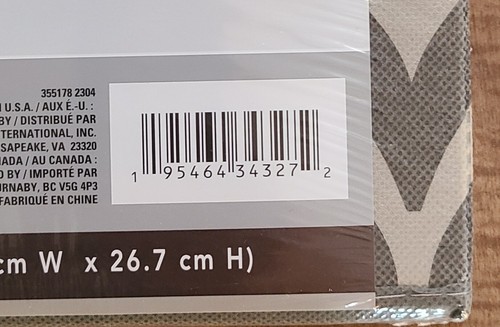 355178 2304
U.S.A. / AUX É.-U. :
BY / DISTRIBUÉ PAR
INTERNATIONAL, INC.
ESAPEAKE, VA 23320
NADA / AU CANADA :
D BY / IMPORTÉ PAR
URNABY, BC V5G 4P3
FABRIQUÉ EN CHINE
1 95464 34327 2
cm W x 26.7 cm H)